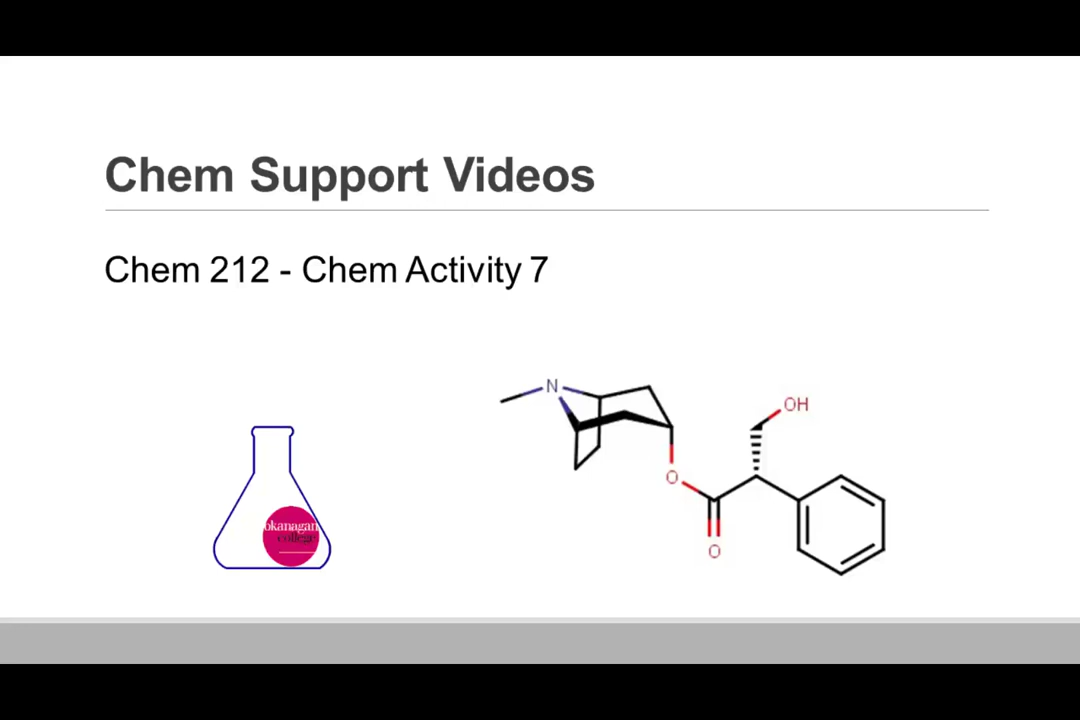 Chem Support Videos
Chem 212 - Chem Activity 7
N
OH
O
O
okanagan
college